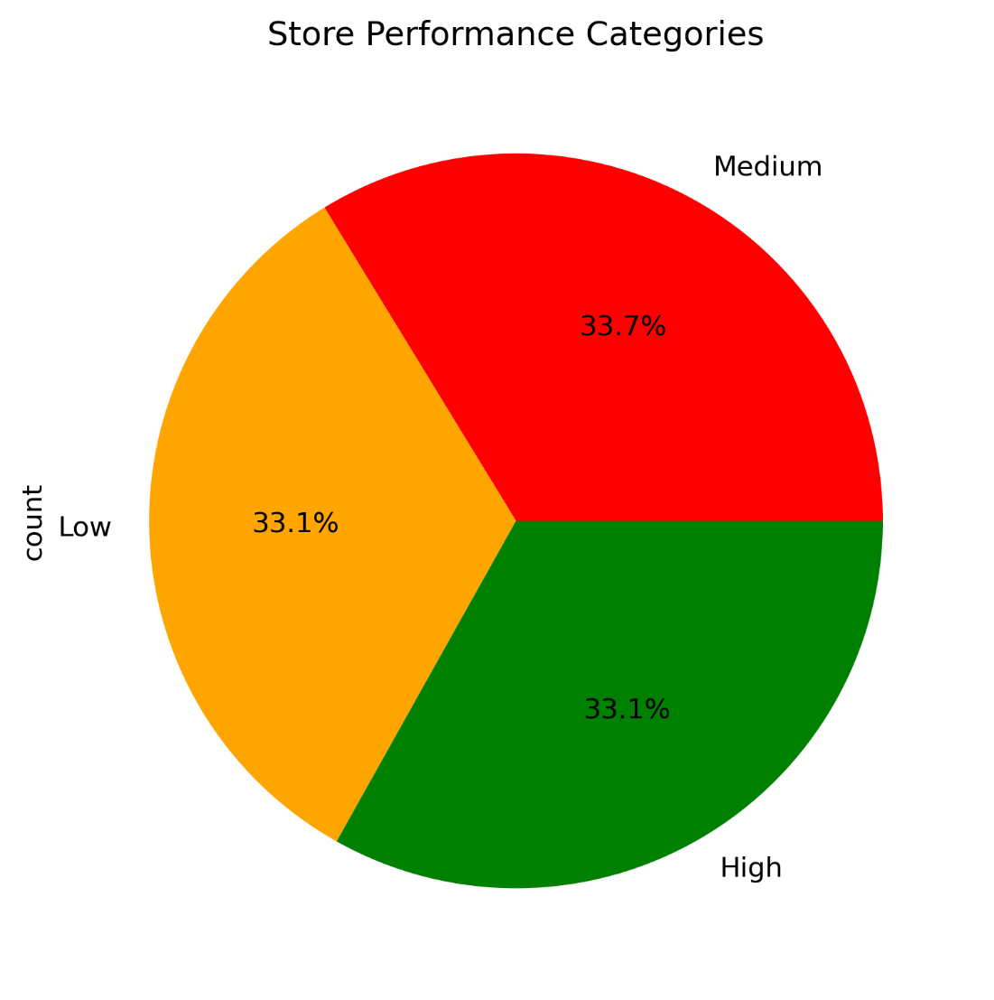 Store Performance Categories
Medium
33.7%
count
Low
33.1%
33.1%
High